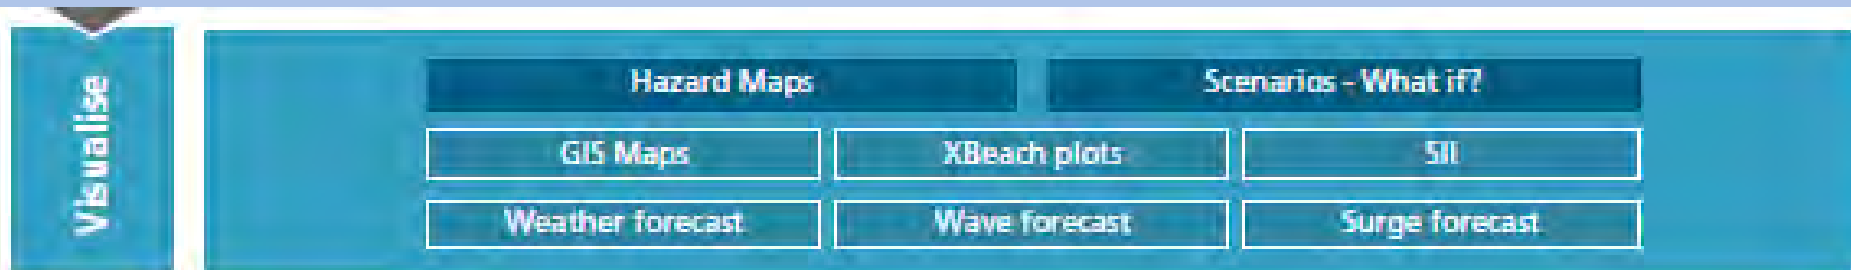 Visualise
Hazard Maps
Scenarios - What if?
GIS Maps
XBeach plots
SII
Weather forecast
Wave forecast
Surge forecast